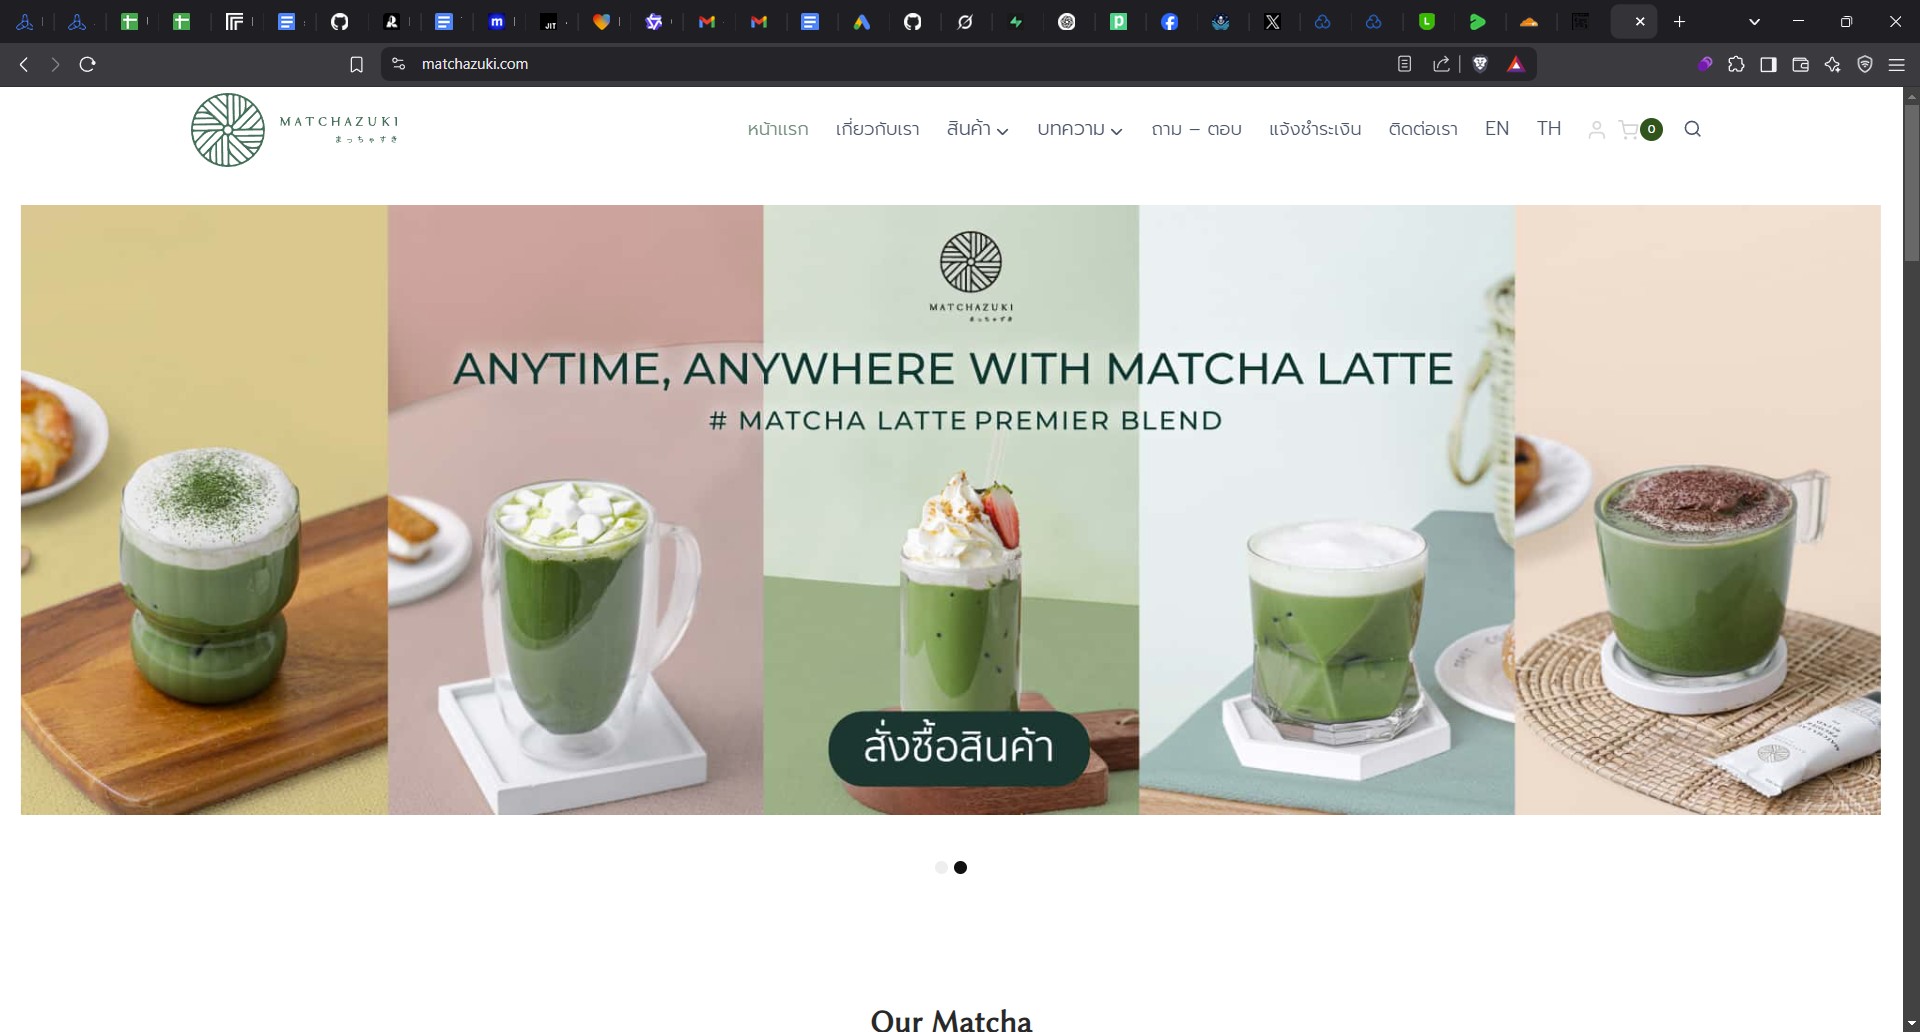 matchazuki.com
MATCHAZUKI
まっちゃずき
หน้าแรก
เกี่ยวกับเรา
สินค้า
บทความ
ถาม – ตอบ
แจ้งชำระเงิน
ติดต่อเรา
EN
TH
0
MATCHAZUKI
まっちゃずき
ANYTIME, ANYWHERE WITH MATCHA LATTE
# MATCHA LATTE PREMIER BLEND
สั่งซื้อสินค้า
Our Matcha